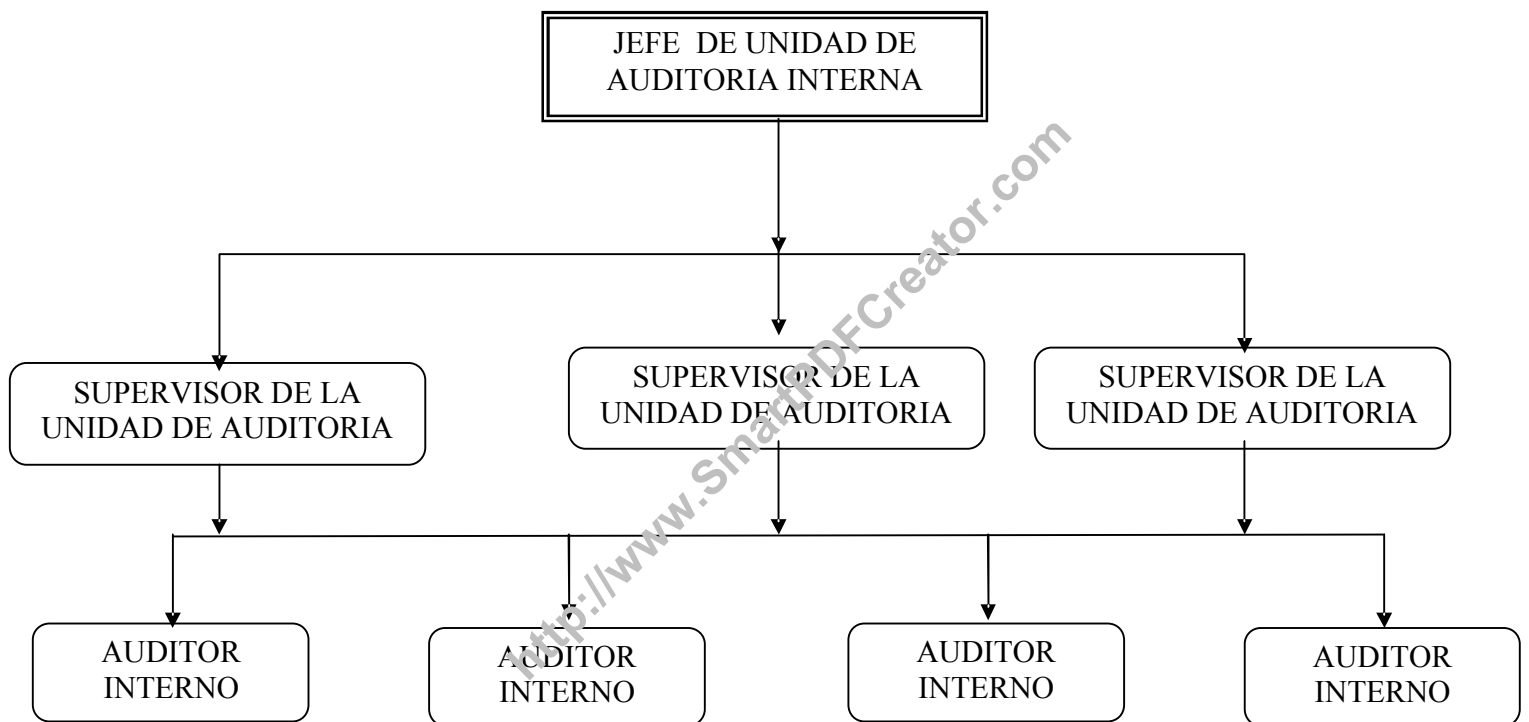 JEFE DE UNIDAD DE
AUDITORIA INTERNA
SUPERVISOR DE LA
UNIDAD DE AUDITORIA
SUPERVISOR DE LA
UNIDAD DE AUDITORIA
SUPERVISOR DE LA
UNIDAD DE AUDITORIA
AUDITOR
INTERNO
AUDITOR
INTERNO
AUDITOR
INTERNO
AUDITOR
INTERNO
http://www.SmartPDFCreator.com